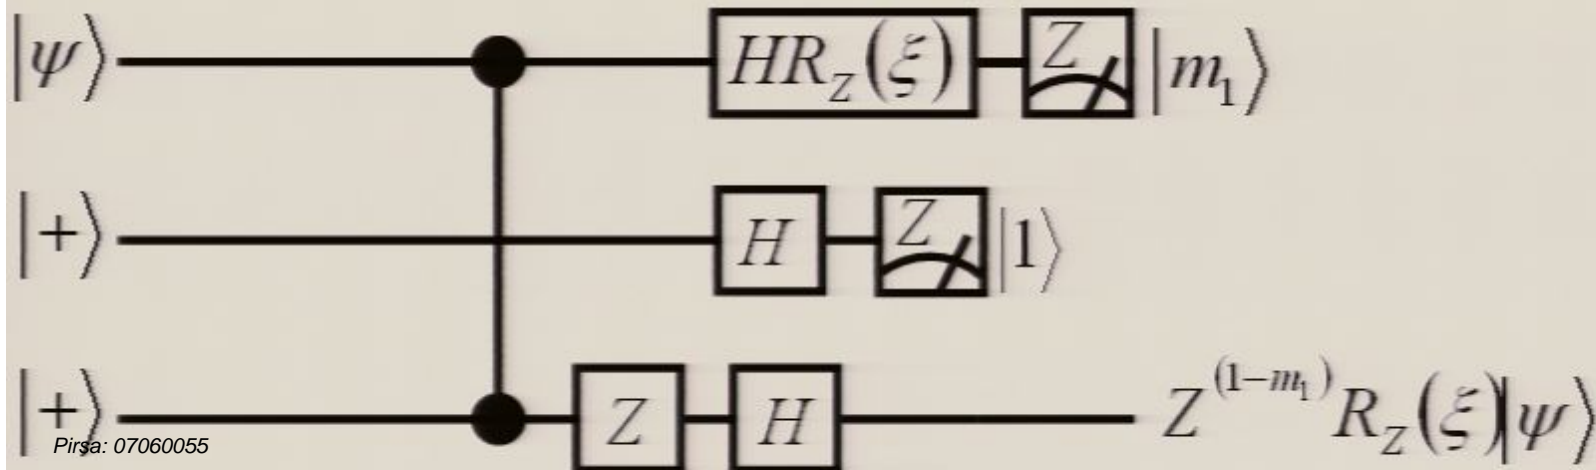 |ψ⟩ HR_Z(ξ) Z |m₁⟩
|+⟩ H Z |1⟩
|+⟩ Z H Z^(1−m₁) R_Z(ξ)|ψ⟩
Pirsa: 07060055